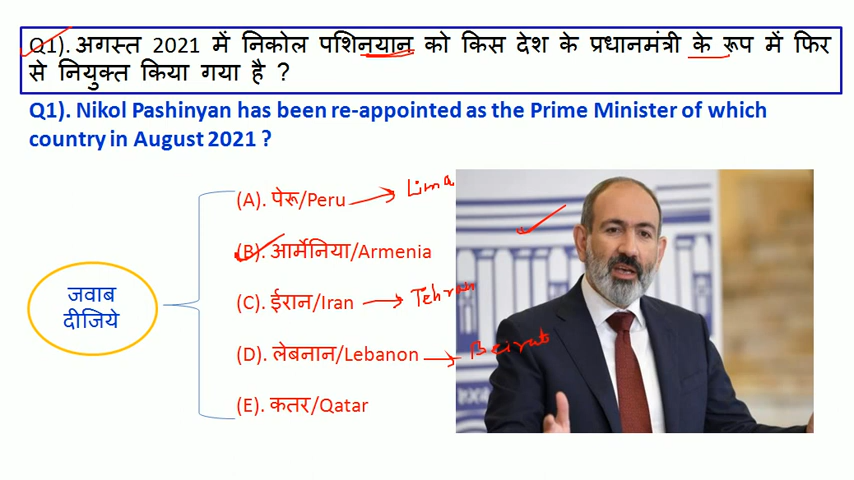 Q1). अगस्त 2021 में निकोल पशिनयान को किस देश के प्रधानमंत्री के रूप में फिर
से नियुक्त किया गया है ?
Q1). Nikol Pashinyan has been re-appointed as the Prime Minister of which
country in August 2021 ?
(A). पेरू/Peru → Lima
(B). आर्मेनिया/Armenia
जवाब
दीजिये
(C). ईरान/Iran → Tehran
(D). लेबनान/Lebanon → Beirut
(E). कतर/Qatar